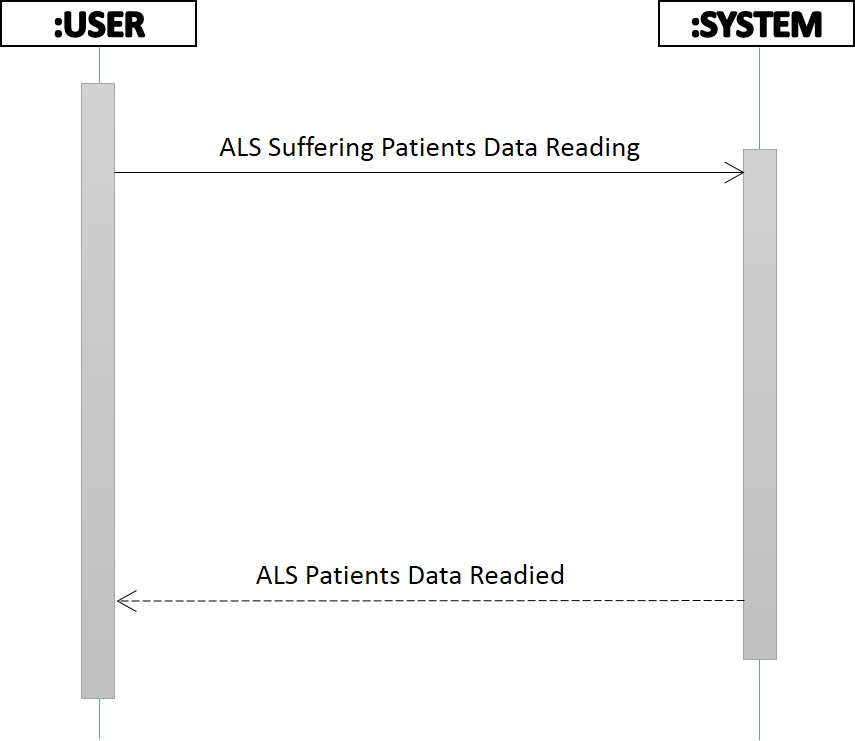 :USER
:SYSTEM
ALS Suffering Patients Data Reading
ALS Patients Data Readied